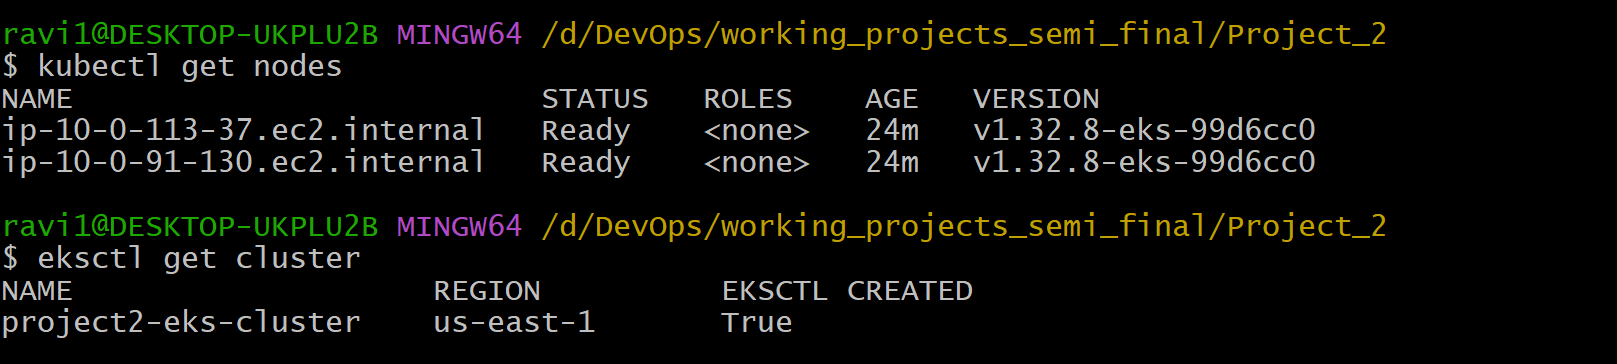 ravi1@DESKTOP-UKPLU2B MINGW64 /d/DevOps/working_projects_semi_final/Project_2
$ kubectl get nodes
NAME                          STATUS   ROLES    AGE   VERSION
ip-10-0-113-37.ec2.internal   Ready    <none>   24m   v1.32.8-eks-99d6cc0
ip-10-0-91-130.ec2.internal   Ready    <none>   24m   v1.32.8-eks-99d6cc0
ravi1@DESKTOP-UKPLU2B MINGW64 /d/DevOps/working_projects_semi_final/Project_2
$ eksctl get cluster
NAME                    REGION          EKSCTL CREATED
project2-eks-cluster    us-east-1       True